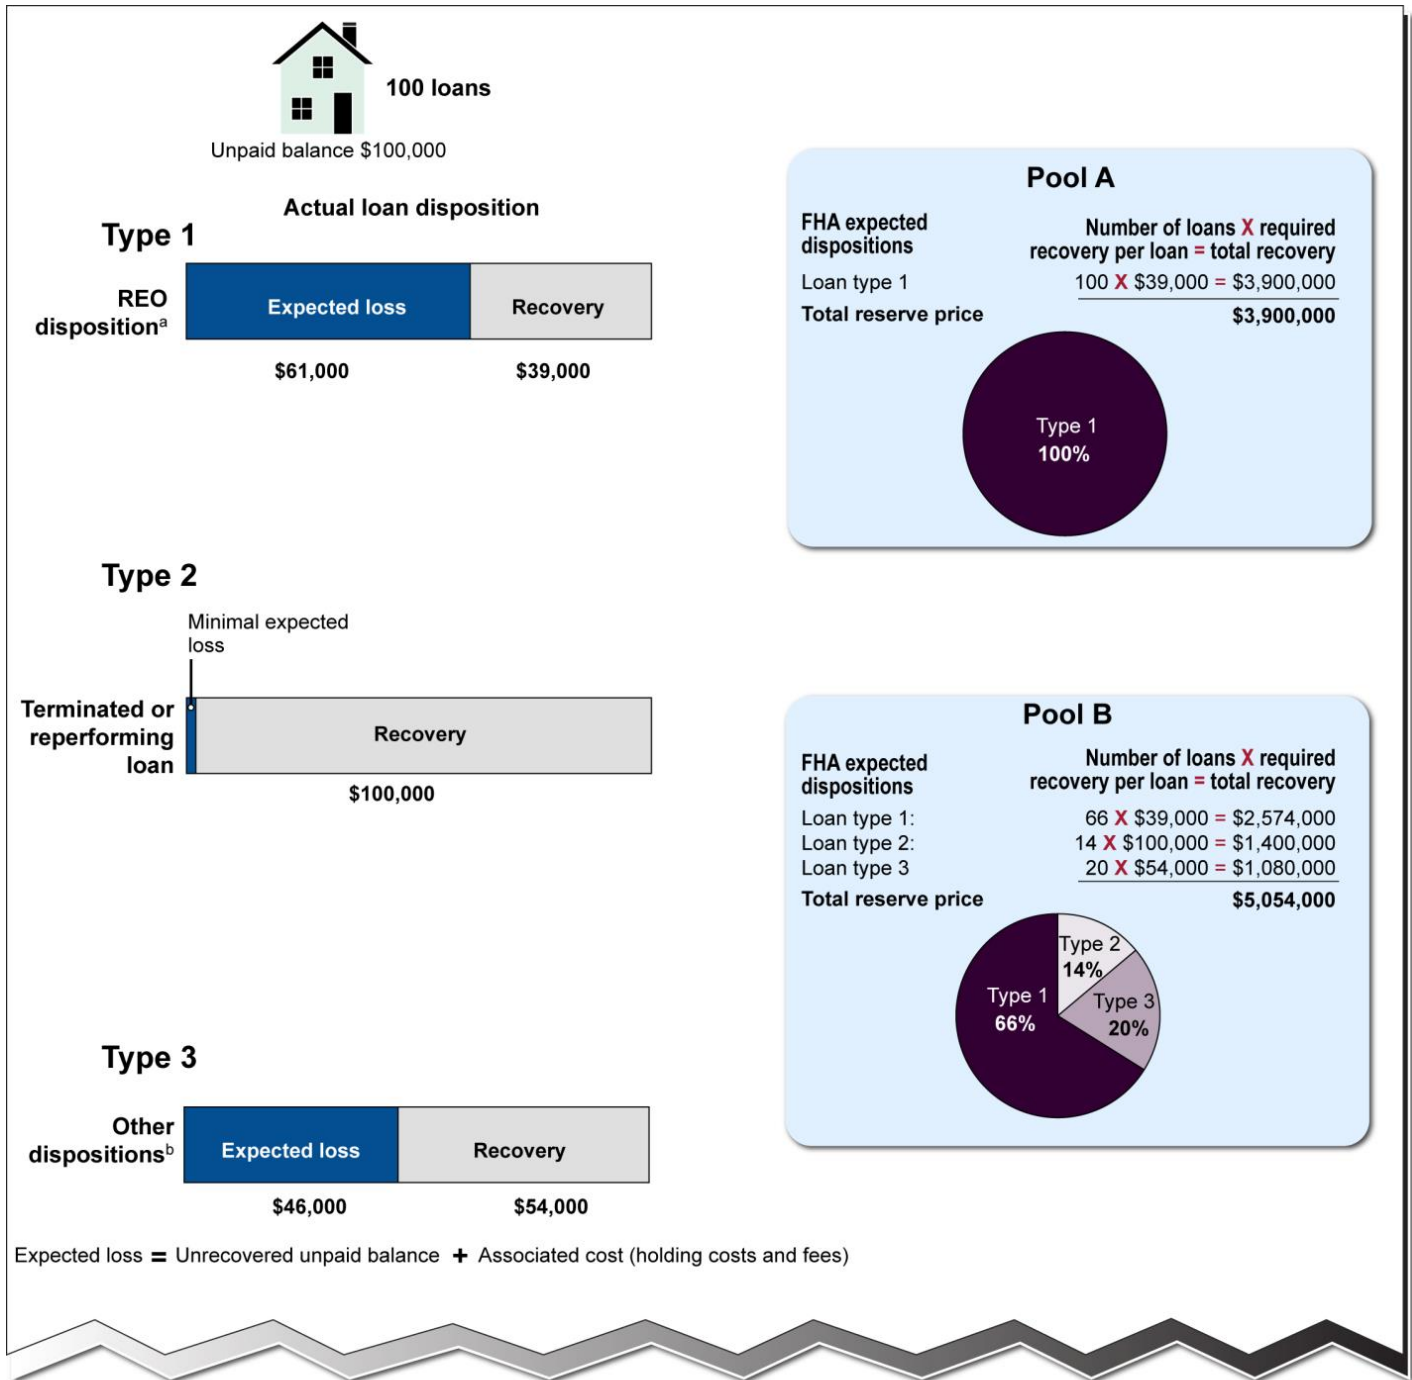 100 loans
Unpaid balance $100,000
Actual loan disposition
Type 1
REO
dispositionᵃ
Expected loss
Recovery
$61,000
$39,000
Type 2
Minimal expected
loss
Terminated or
reperforming
loan
Recovery
$100,000
Type 3
Other
dispositionsᵇ
Expected loss
Recovery
$46,000
$54,000
Expected loss = Unrecovered unpaid balance + Associated cost (holding costs and fees)
Pool A
FHA expected
dispositions
Number of loans X required
recovery per loan = total recovery
Loan type 1 100 X $39,000 = $3,900,000
Total reserve price $3,900,000
Type 1
100%
Pool B
FHA expected
dispositions
Number of loans X required
recovery per loan = total recovery
Loan type 1: 66 X $39,000 = $2,574,000
Loan type 2: 14 X $100,000 = $1,400,000
Loan type 3 20 X $54,000 = $1,080,000
Total reserve price $5,054,000
Type 2
14%
Type 1
66%
Type 3
20%